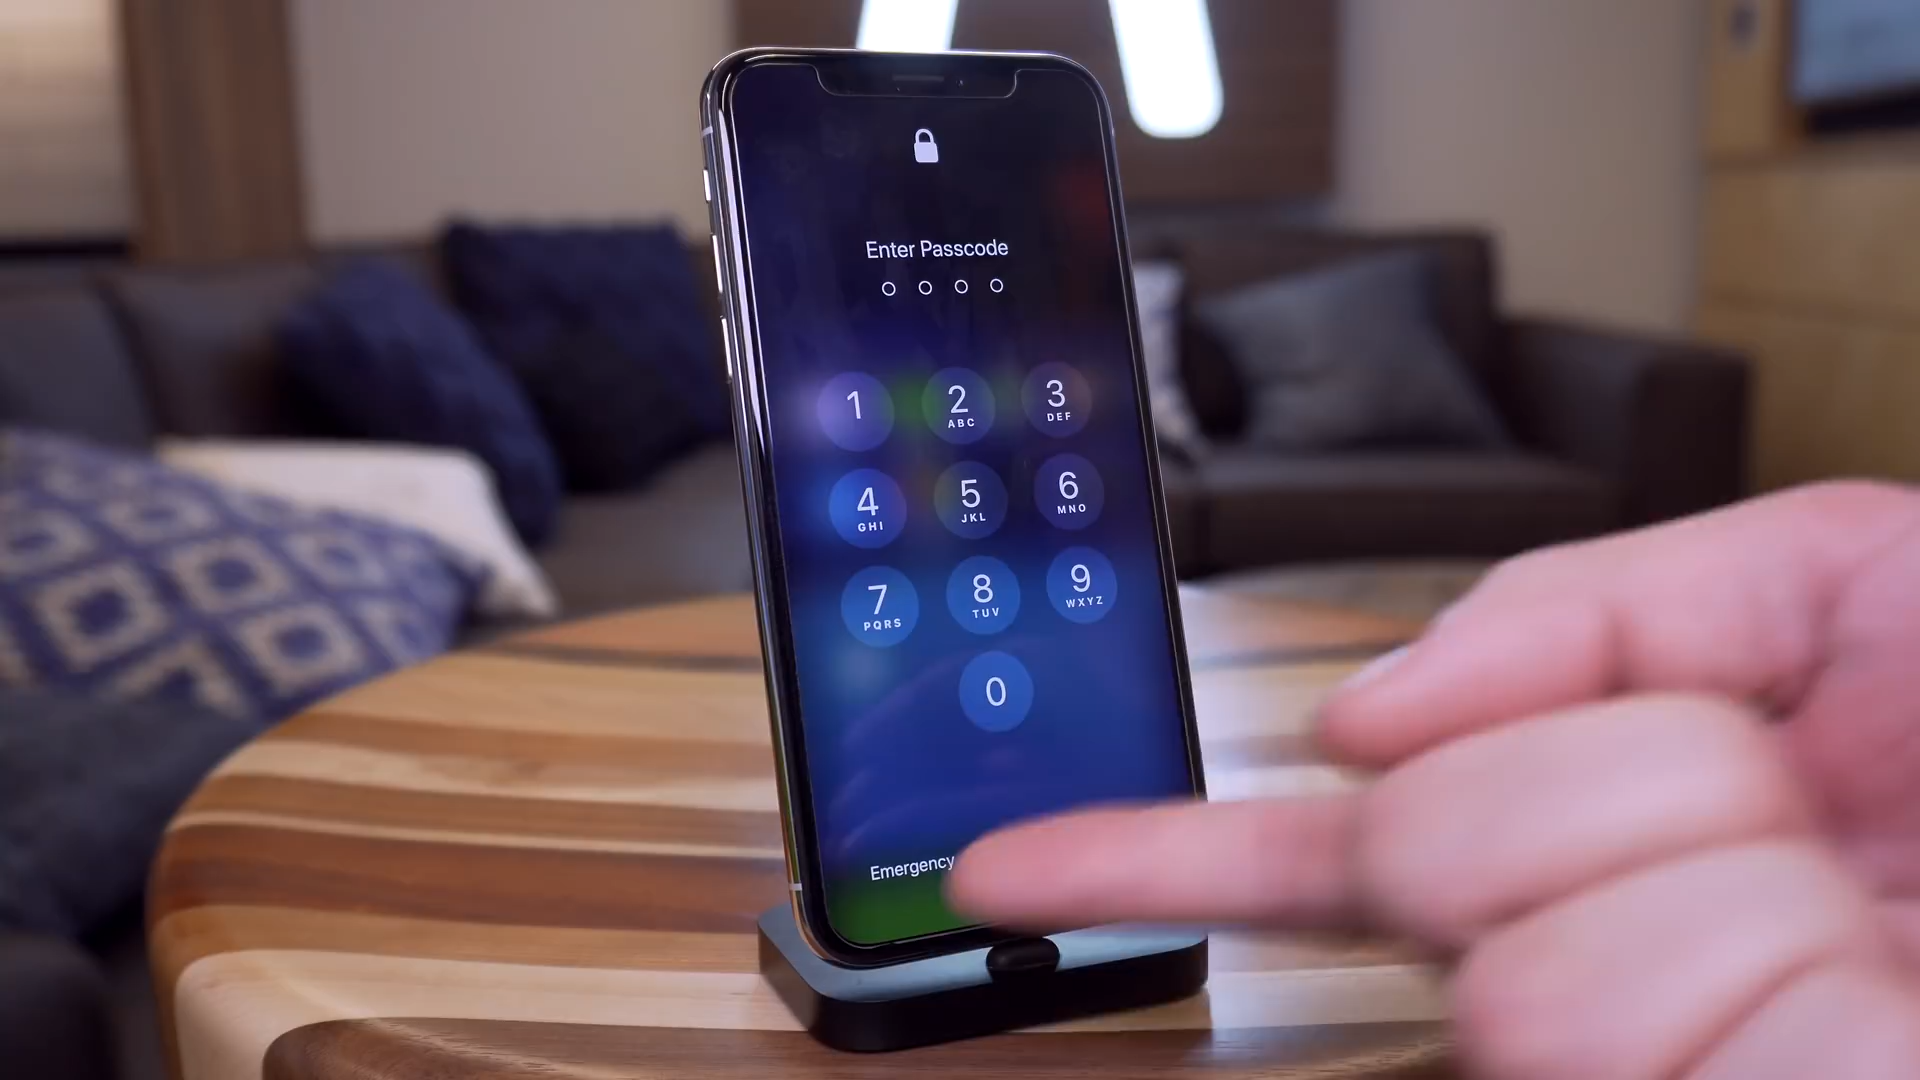 Enter Passcode
1 2 3
ABC DEF
4 5 6
GHI JKL MNO
7 8 9
PQRS TUV WXYZ
0
Emergency